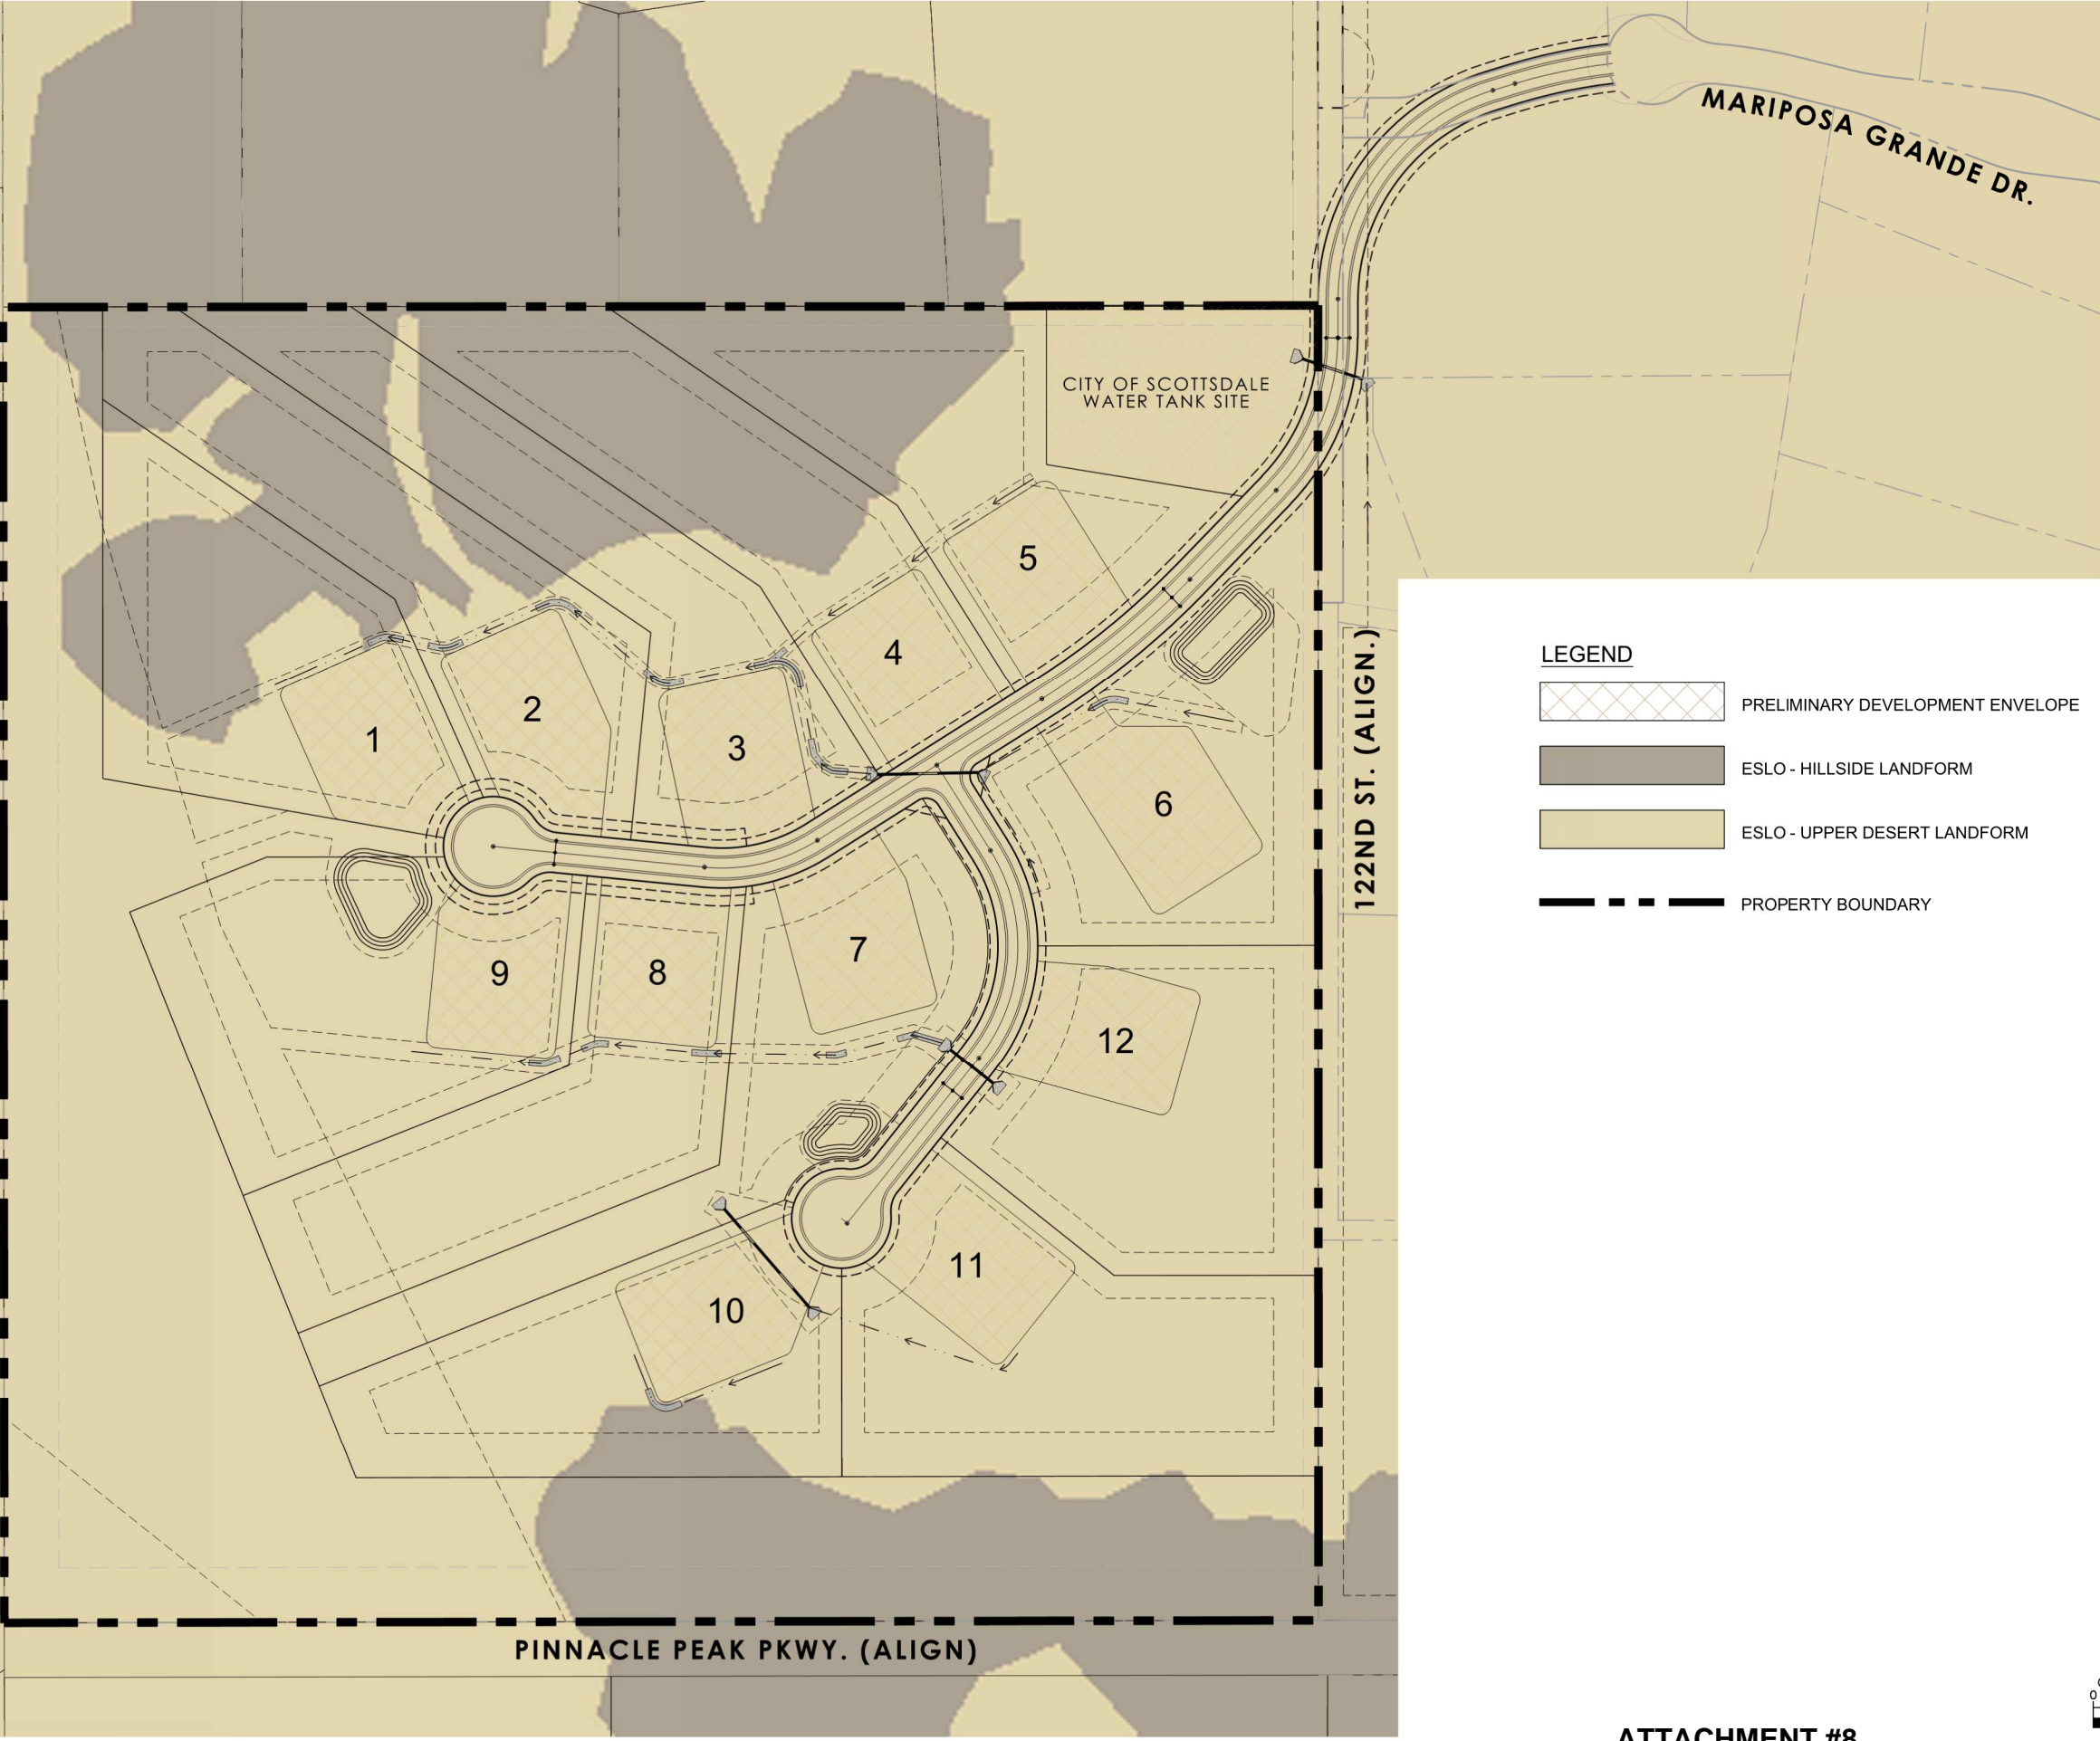 MARIPOSA GRANDE DR.
CITY OF SCOTTSDALE
WATER TANK SITE
5
4
2
1
3
6
7
9
8
12
11
10
122ND ST. (ALIGN.)
PINNACLE PEAK PKWY. (ALIGN)
LEGEND
PRELIMINARY DEVELOPMENT ENVELOPE
ESLO - HILLSIDE LANDFORM
ESLO - UPPER DESERT LANDFORM
PROPERTY BOUNDARY
ATTACHMENT #8